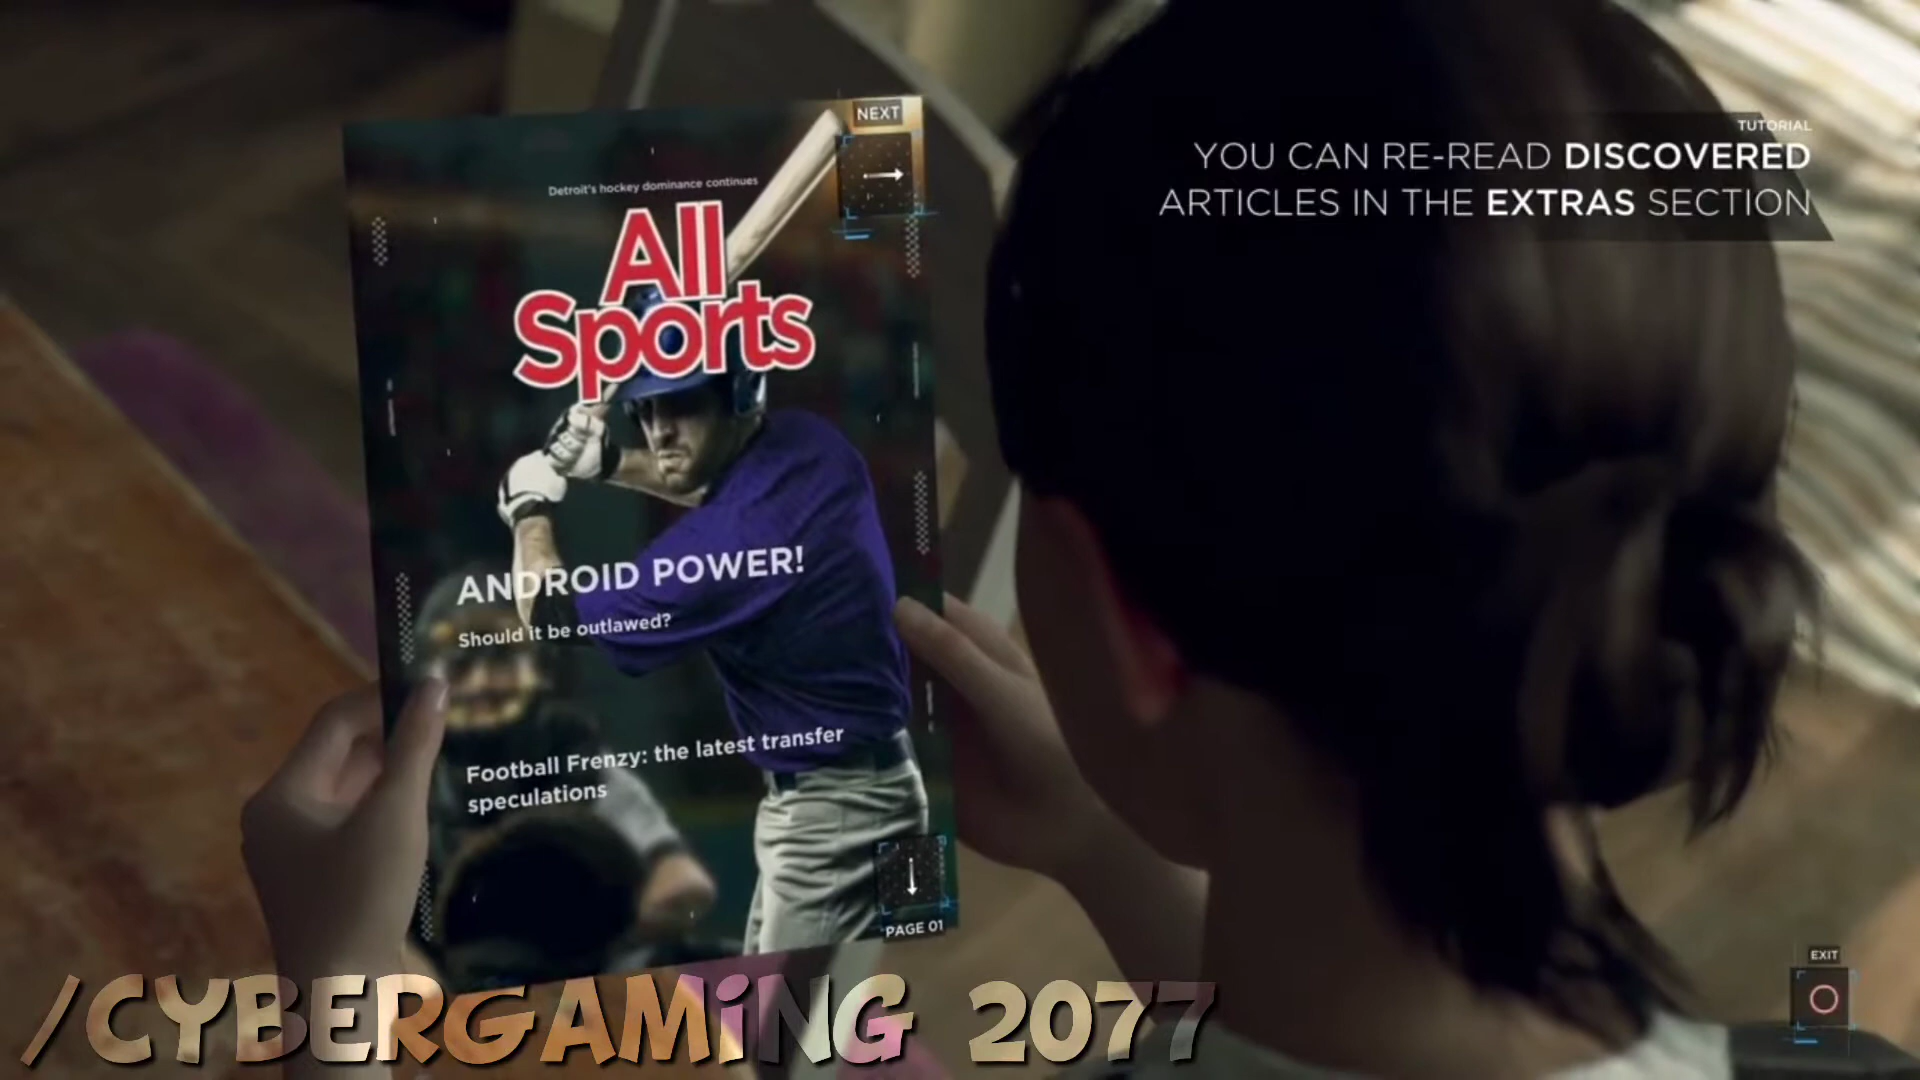 NEXT
TUTORIAL
YOU CAN RE-READ DISCOVERED
ARTICLES IN THE EXTRAS SECTION
Detroit's hockey dominance continues
All
Sports
ANDROID POWER!
Should it be outlawed?
Football Frenzy: the latest transfer
speculations
PAGE 01
EXIT
/CYBERGAMiNG 2077